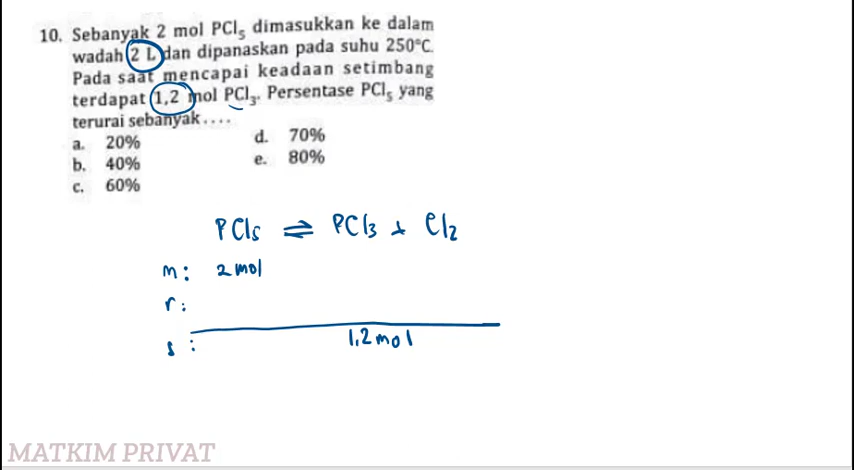 10. Sebanyak 2 mol PCl₅ dimasukkan ke dalam
wadah 2 L dan dipanaskan pada suhu 250°C.
Pada saat mencapai keadaan setimbang
terdapat 1,2 mol PCl₃. Persentase PCl₅ yang
terurai sebanyak ....
a. 20%
b. 40%
c. 60%
d. 70%
e. 80%
PCl₅ ⇌ PCl₃ + Cl₂
m: 2 mol
r:
s: 1,2 mol
MATKIM PRIVAT